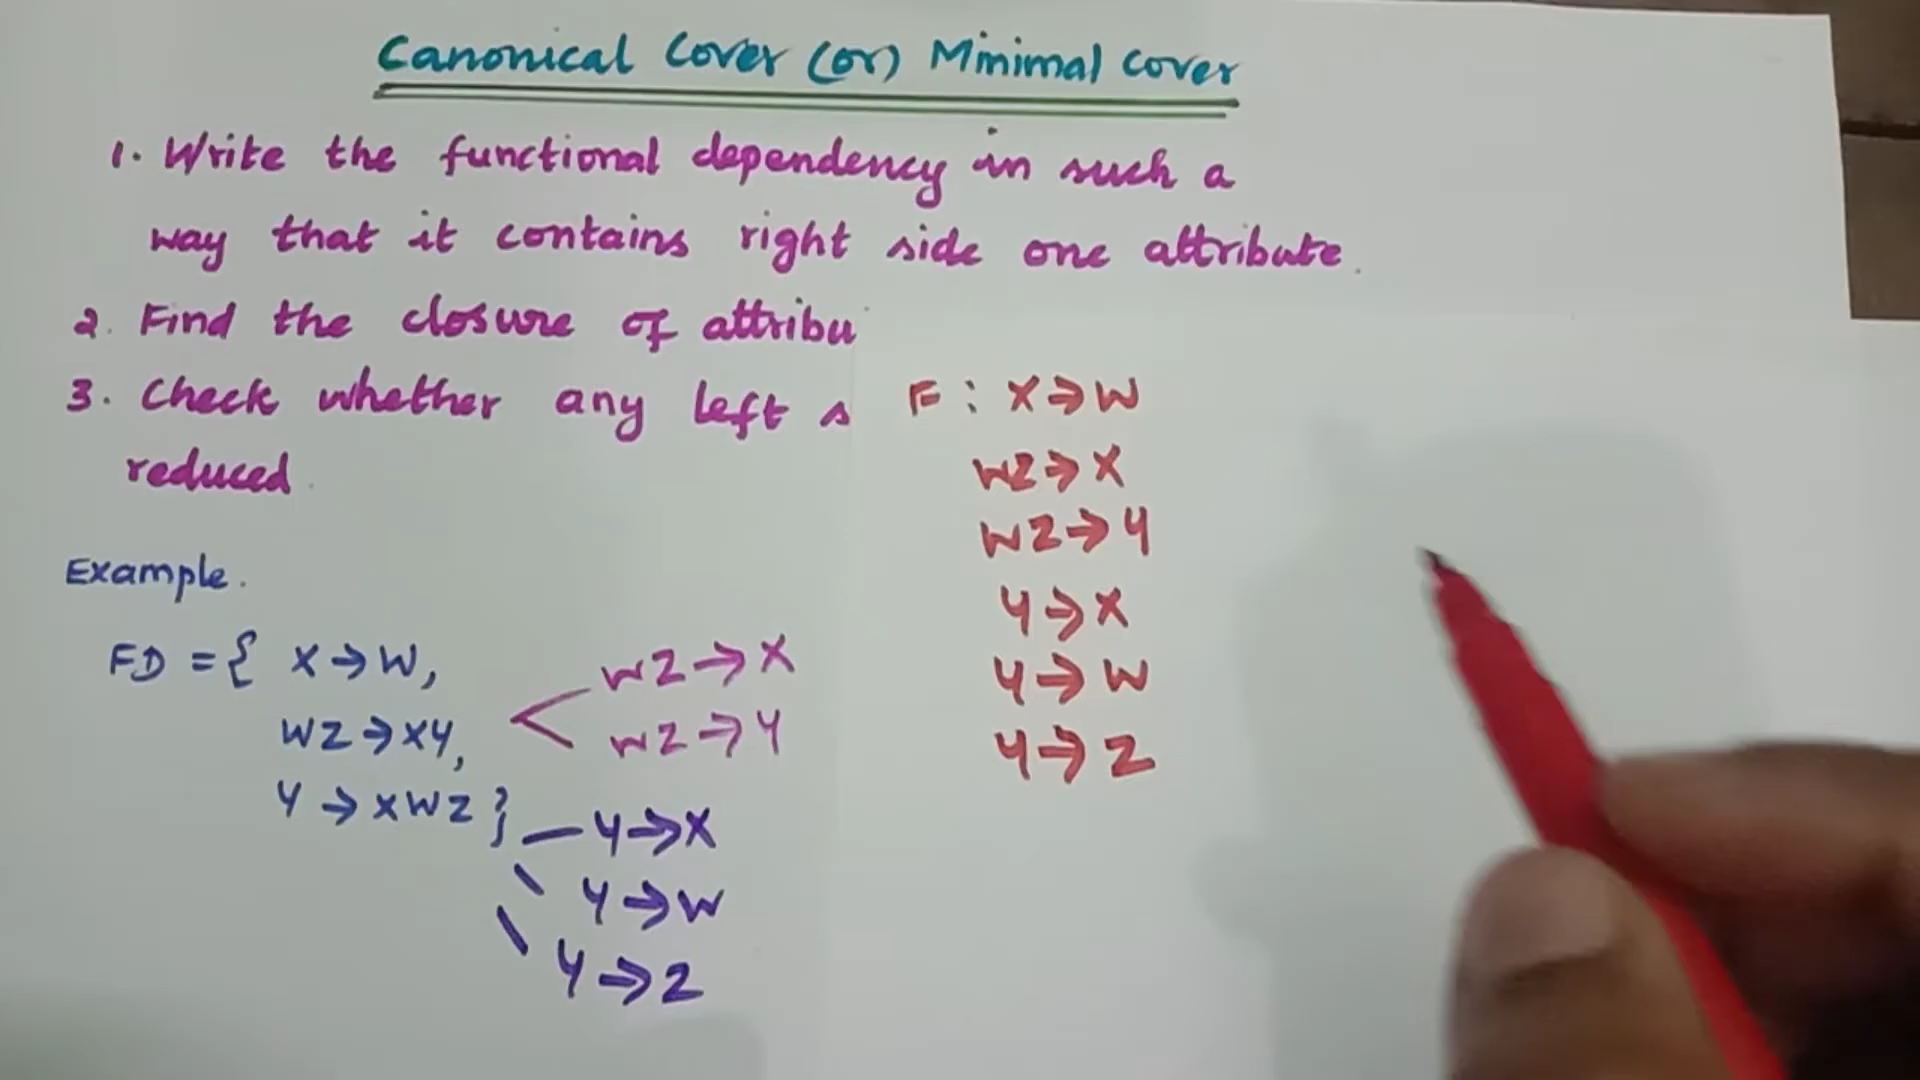 Canonical Cover (or) Minimal Cover
1. Write the functional dependency in such a
way that it contains right side one attribute.
2. Find the closure of attribu
3. Check whether any left s
reduced.
F : X → W
WZ → X
WZ → Y
Y → X
Y → W
Y → Z
Example.
FD = { X → W,
WZ → XY,
Y → XWZ }
WZ → X
WZ → Y
Y → X
Y → W
Y → Z